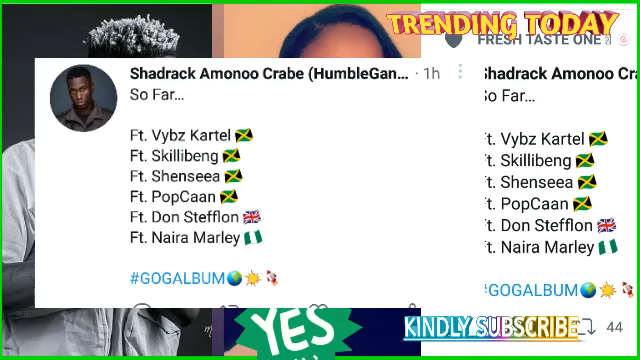 TRENDING TODAY
FRESH TASTE ONE
Shadrack Amonoo Crabe (HumbleGan... · 1h
So Far...
Ft. Vybz Kartel 🇯🇲
Ft. Skillibeng 🇯🇲
Ft. Shenseea 🇯🇲
Ft. PopCaan 🇯🇲
Ft. Don Stefflon 🇬🇧
Ft. Naira Marley 🇳🇬
#GOGALBUM🌍☀️🚀
Shadrack Amonoo Cra
So Far...
Ft. Vybz Kartel 🇯🇲
Ft. Skillibeng 🇯🇲
Ft. Shenseea 🇯🇲
Ft. PopCaan 🇯🇲
Ft. Don Stefflon 🇬🇧
Ft. Naira Marley 🇳🇬
#GOGALBUM🌍☀️🚀
44
YES
KINDLY SUBSCRIBE